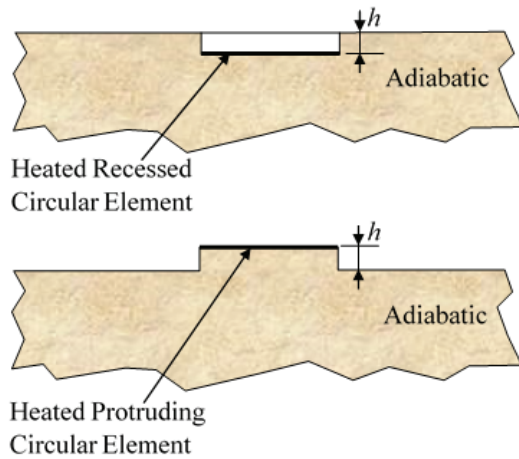 h
Adiabatic
Heated Recessed
Circular Element
h
Adiabatic
Heated Protruding
Circular Element